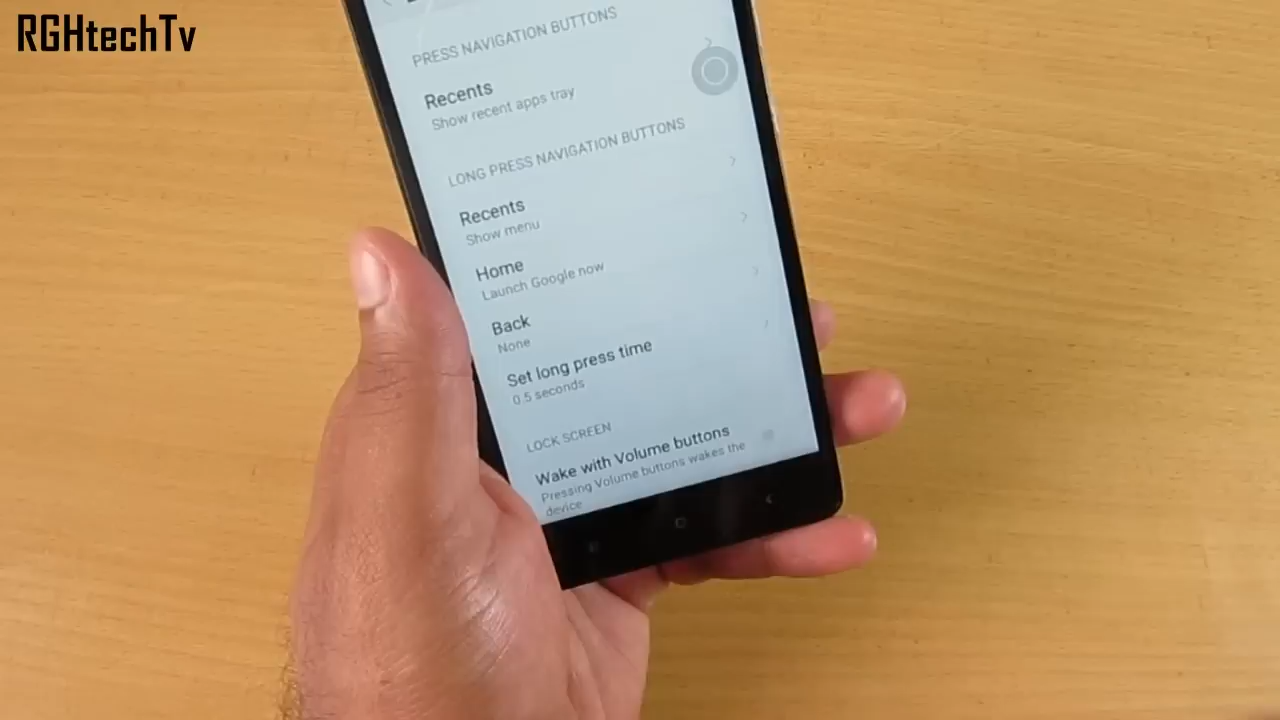 RGHtechTv
PRESS NAVIGATION BUTTONS
Recents
Show recent apps tray
LONG PRESS NAVIGATION BUTTONS
Recents
Show menu
Home
Launch Google now
Back
None
Set long press time
0.5 seconds
LOCK SCREEN
Wake with Volume buttons
Pressing Volume buttons wakes the
device